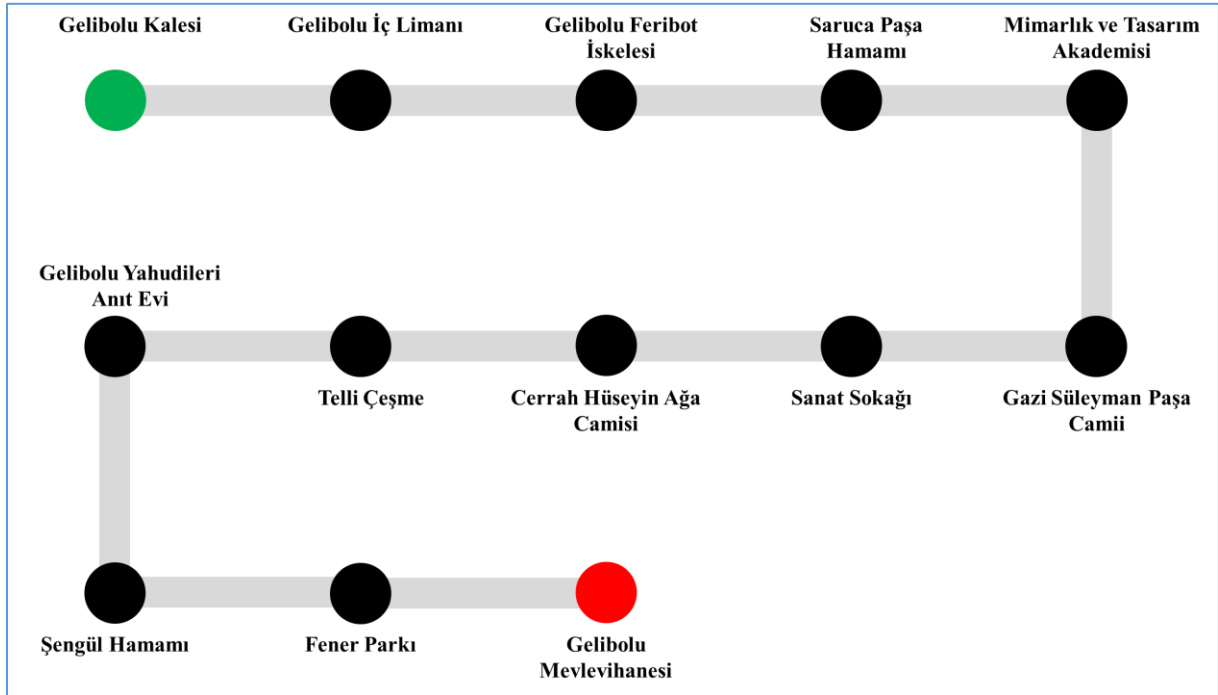 Gelibolu Kalesi
Gelibolu İç Limanı
Gelibolu Feribot
İskelesi
Saruca Paşa
Hamamı
Mimarlık ve Tasarım
Akademisi
Gelibolu Yahudileri
Anıt Evi
Telli Çeşme
Cerrah Hüseyin Ağa
Camisi
Sanat Sokağı
Gazi Süleyman Paşa
Camii
Şengül Hamamı
Fener Parkı
Gelibolu
Mevlevihanesi